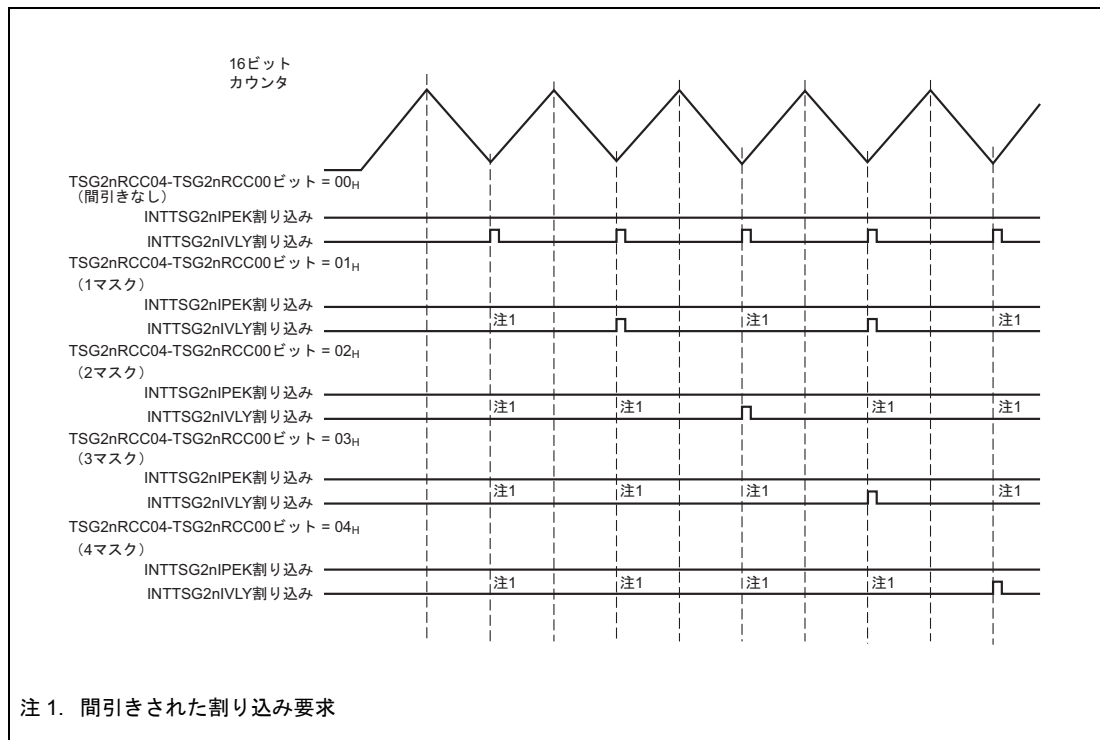 16ビット
カウンタ
TSG2nRCC04-TSG2nRCC00ビット = 00H
（間引きなし）
INTTSG2nIPEK割り込み
INTTSG2nIVLY割り込み
TSG2nRCC04-TSG2nRCC00ビット = 01H
（1マスク）
INTTSG2nIPEK割り込み
注1 注1 注1
INTTSG2nIVLY割り込み
TSG2nRCC04-TSG2nRCC00ビット = 02H
（2マスク）
INTTSG2nIPEK割り込み
注1 注1 注1 注1
INTTSG2nIVLY割り込み
TSG2nRCC04-TSG2nRCC00ビット = 03H
（3マスク）
INTTSG2nIPEK割り込み
注1 注1 注1 注1
INTTSG2nIVLY割り込み
TSG2nRCC04-TSG2nRCC00ビット = 04H
（4マスク）
INTTSG2nIPEK割り込み
注1 注1 注1 注1
INTTSG2nIVLY割り込み
注 1. 間引きされた割り込み要求